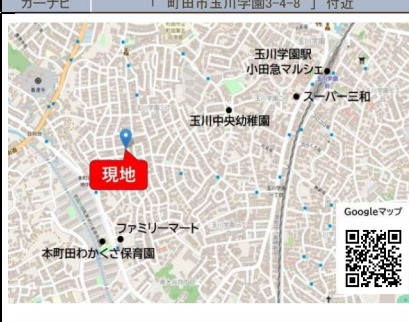 カーナビ 「 町田市玉川学園3-4-8 」 付近
玉川学園駅
小田急マルシェ
スーパー三和
玉川中央幼稚園
現地
Googleマップ
ファミリーマート
本町田わかくさ保育園